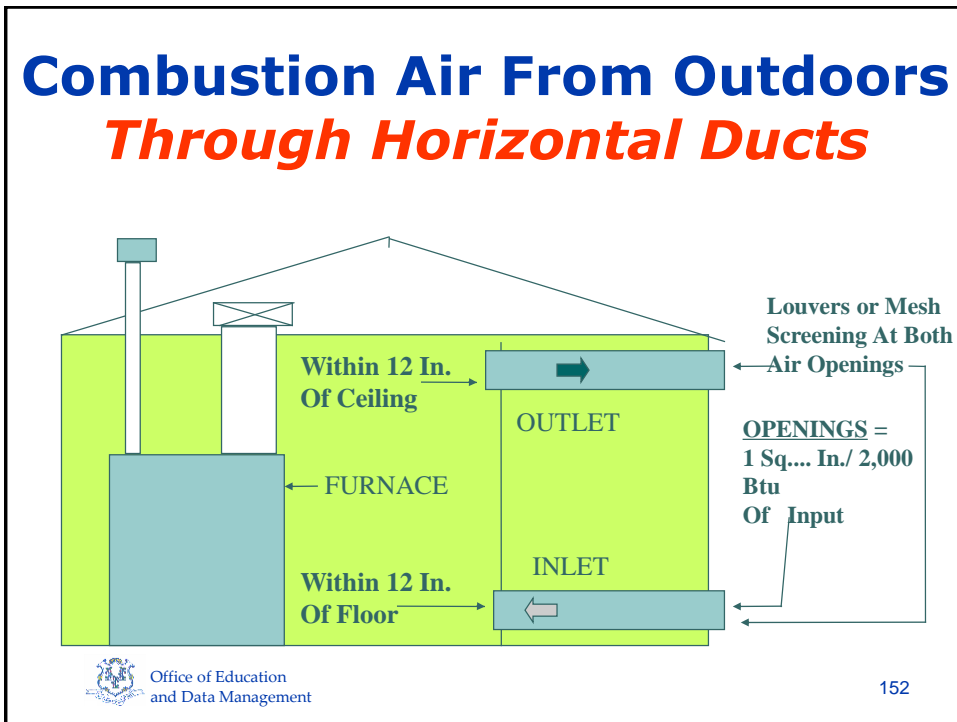 Combustion Air From Outdoors
Through Horizontal Ducts
Louvers or Mesh
Screening At Both
Air Openings
Within 12 In.
Of Ceiling
OUTLET
OPENINGS =
1 Sq.... In./ 2,000
Btu
Of Input
FURNACE
INLET
Within 12 In.
Of Floor
Office of Education
and Data Management
152